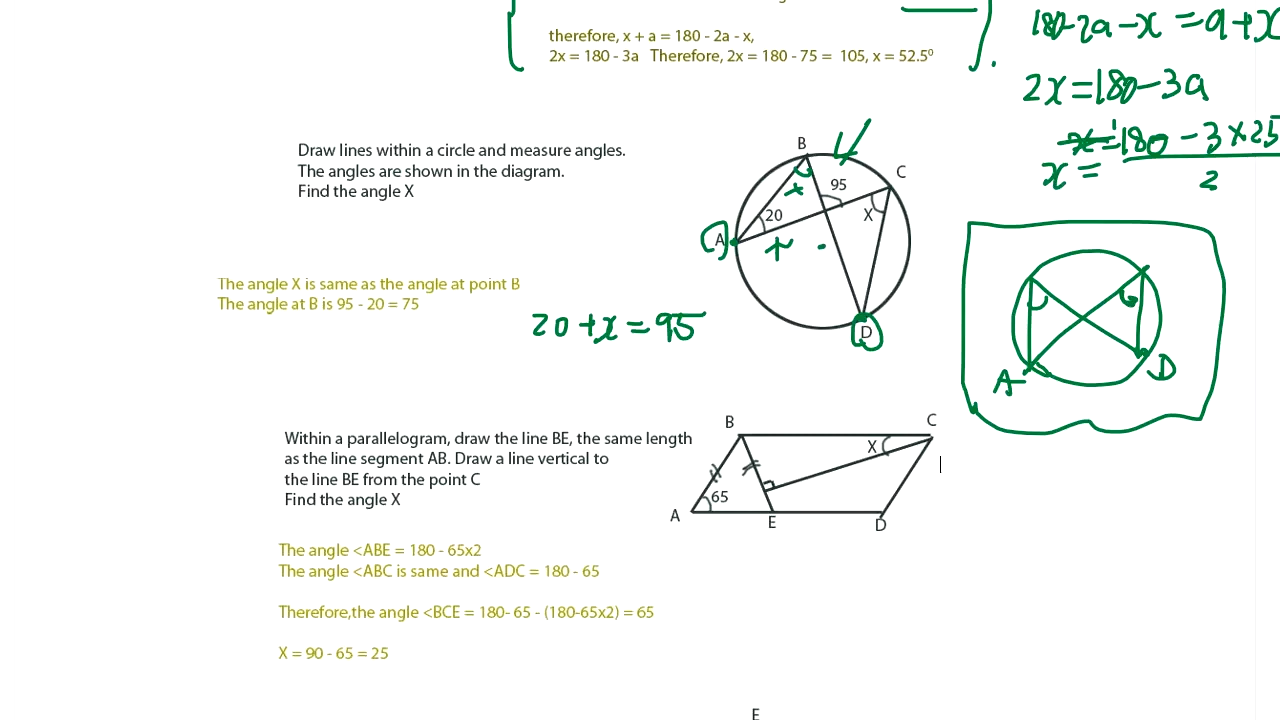 therefore, x + a = 180 - 2a - x,
2x = 180 - 3a Therefore, 2x = 180 - 75 = 105, x = 52.5⁰
180-2a-x = a+x
2x=180-3a
x = 180 - 3x25
x =
2
Draw lines within a circle and measure angles.
The angles are shown in the diagram.
Find the angle X
B
C
95
x
20
X
A
x
D
The angle X is same as the angle at point B
The angle at B is 95 - 20 = 75
20 + x = 95
A
D
Within a parallelogram, draw the line BE, the same length
as the line segment AB. Draw a line vertical to
the line BE from the point C
Find the angle X
B
C
X
65
A
E
D
The angle <ABE = 180 - 65x2
The angle <ABC is same and <ADC = 180 - 65
Therefore,the angle <BCE = 180- 65 - (180-65x2) = 65
X = 90 - 65 = 25
E